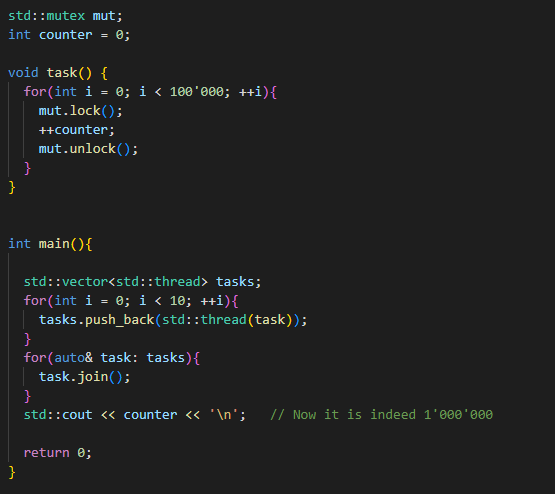 std::mutex mut;
int counter = 0;
void task() {
for(int i = 0; i < 100'000; ++i){
mut.lock();
++counter;
mut.unlock();
}
}
int main(){
std::vector<std::thread> tasks;
for(int i = 0; i < 10; ++i){
tasks.push_back(std::thread(task));
}
for(auto& task: tasks){
task.join();
}
std::cout << counter << '\n';   // Now it is indeed 1'000'000
return 0;
}